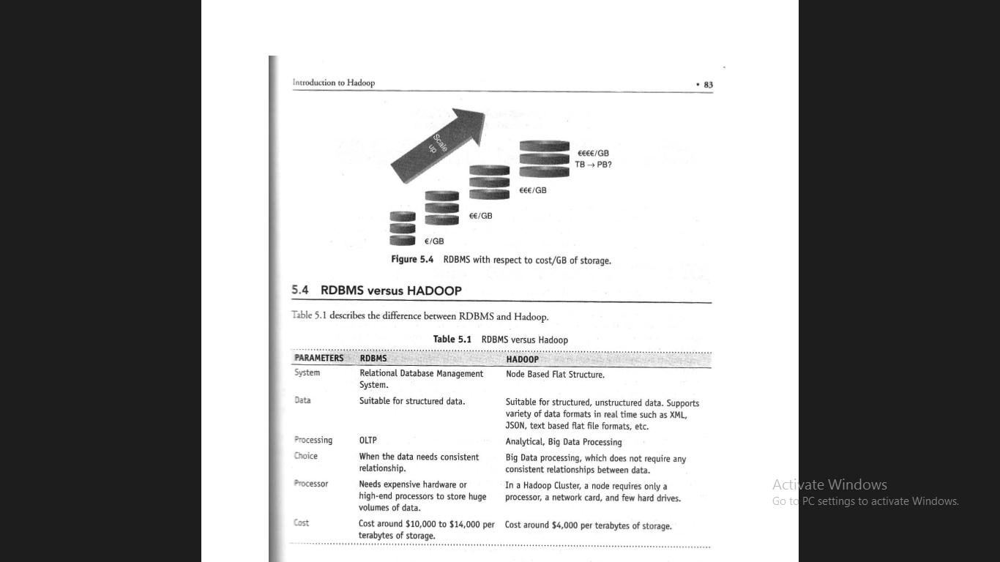 Introduction to Hadoop • 83
Scale
up
€€€€/GB
TB → PB?
€€€/GB
€€/GB
€/GB
Figure 5.4 RDBMS with respect to cost/GB of storage.
5.4 RDBMS versus HADOOP
Table 5.1 describes the difference between RDBMS and Hadoop.
Table 5.1 RDBMS versus Hadoop
PARAMETERS RDBMS HADOOP
System Relational Database Management Node Based Flat Structure.
System.
Data Suitable for structured data. Suitable for structured, unstructured data. Supports
variety of data formats in real time such as XML,
JSON, text based flat file formats, etc.
Processing OLTP Analytical, Big Data Processing
Choice When the data needs consistent Big Data processing, which does not require any
relationship. consistent relationships between data.
Processor Needs expensive hardware or In a Hadoop Cluster, a node requires only a
high-end processors to store huge processor, a network card, and few hard drives.
volumes of data.
Cost Cost around $10,000 to $14,000 per Cost around $4,000 per terabytes of storage.
terabytes of storage.
Activate Windows
Go to PC settings to activate Windows.